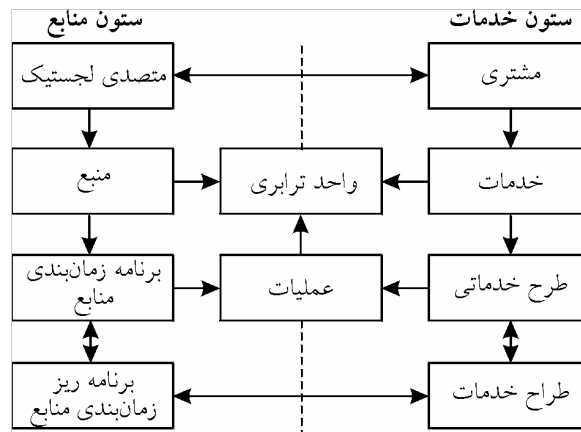 ستون خدمات
ستون منابع
مشتری
متصدی لجستیک
خدمات
واحد ترابری
منبع
طرح خدماتی
عملیات
برنامه زمان‌بندی
منابع
طراح خدمات
برنامه ریز
زمان‌بندی منابع